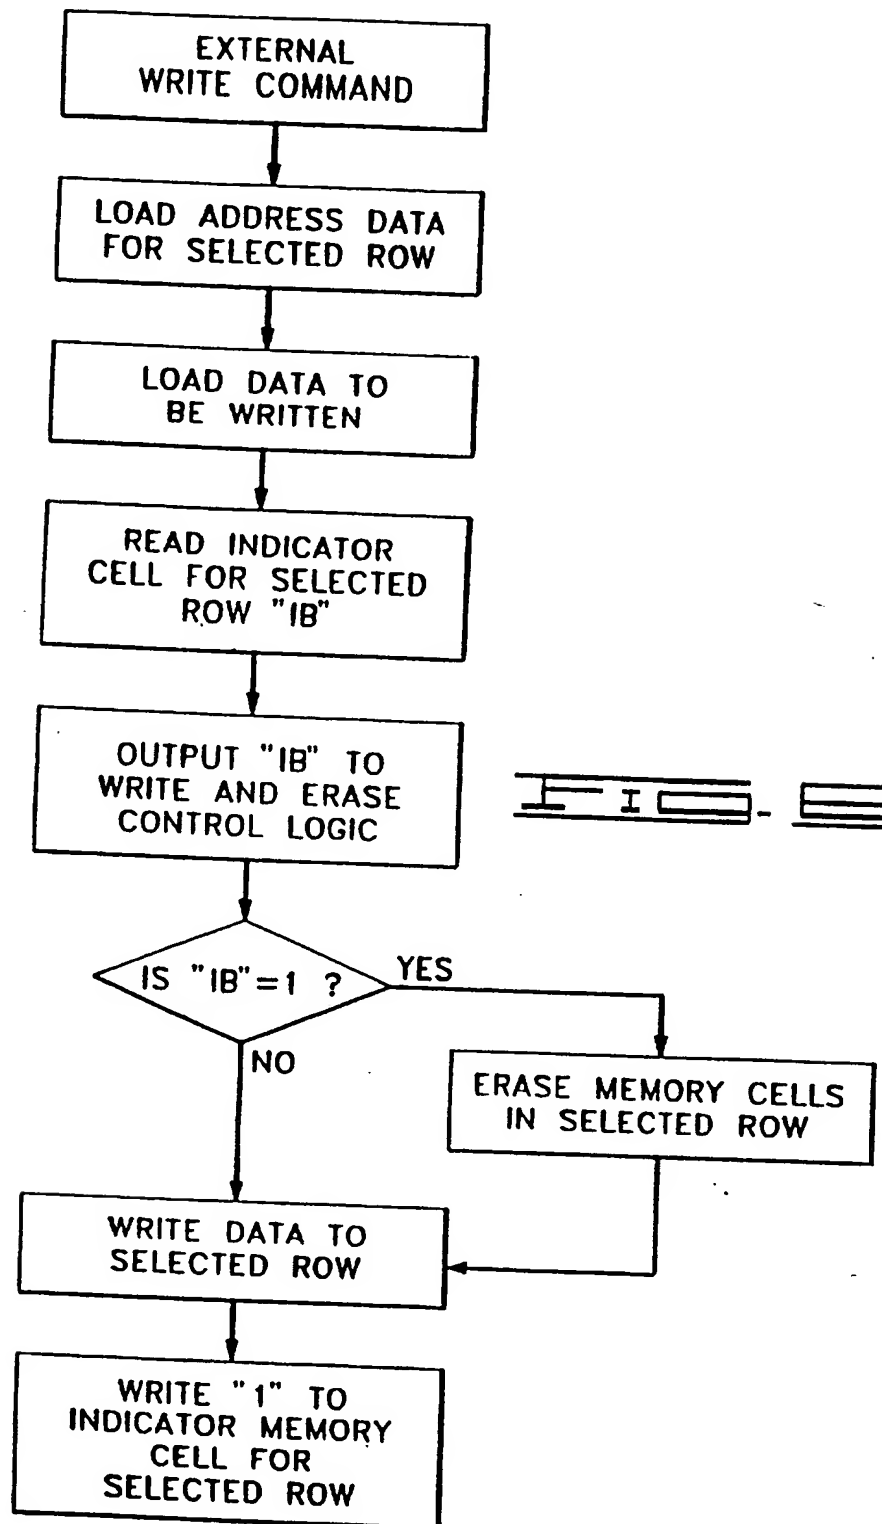 EXTERNAL
WRITE COMMAND
LOAD ADDRESS DATA
FOR SELECTED ROW
LOAD DATA TO
BE WRITTEN
READ INDICATOR
CELL FOR SELECTED
ROW "IB"
OUTPUT "IB" TO
WRITE AND ERASE
CONTROL LOGIC
IS "IB"=1 ?
YES
NO
ERASE MEMORY CELLS
IN SELECTED ROW
WRITE DATA TO
SELECTED ROW
WRITE "1" TO
INDICATOR MEMORY
CELL FOR
SELECTED ROW